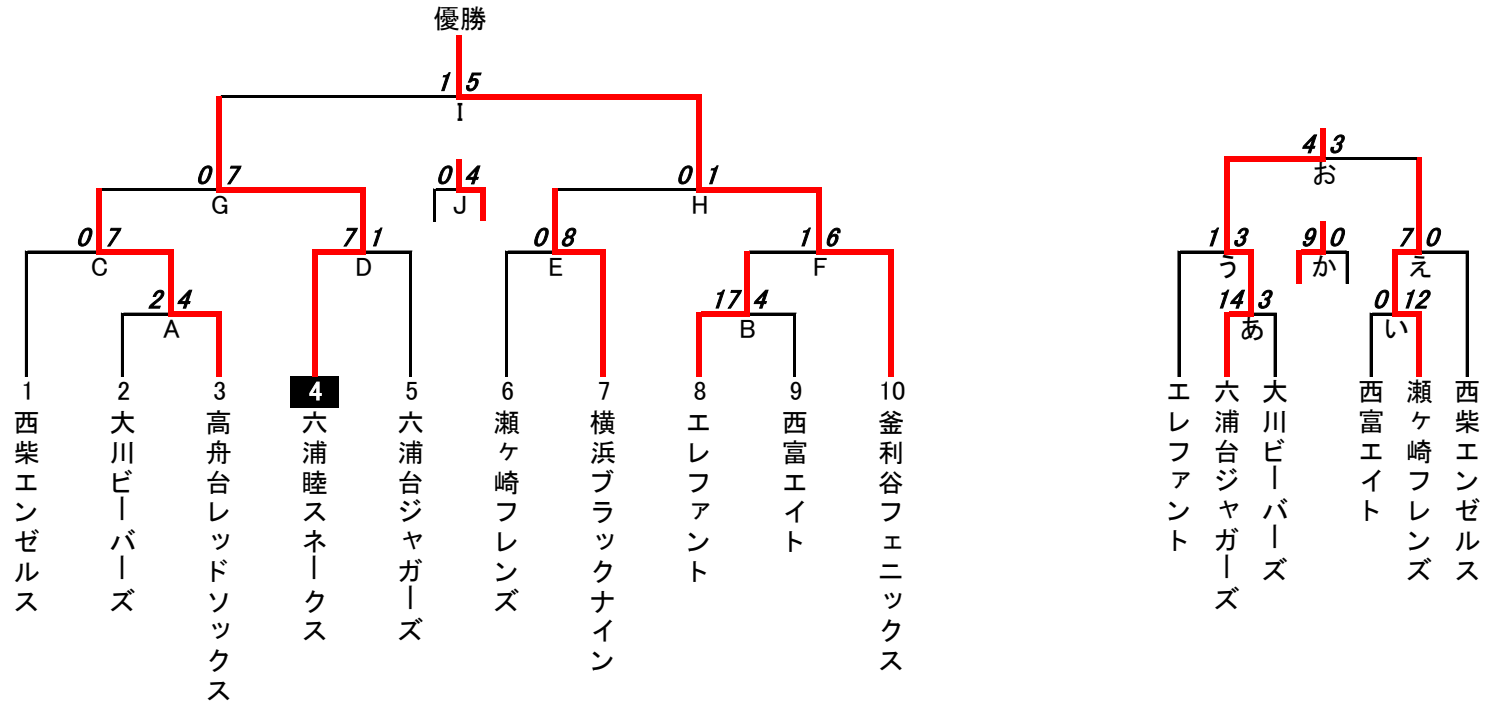 優勝
1 5
I
0 7
G
0 4
J
0 1
H
0 7
C
7 1
D
0 8
E
1 6
F
2 4
A
17 4
B
1
西柴エンゼルス
2
大川ビーバーズ
3
高舟台レッドソックス
4
六浦睦スネークス
5
六浦台ジャガーズ
6
瀬ヶ崎フレンズ
7
横浜ブラックナイン
8
エレファント
9
西富エイト
10
釜利谷フェニックス
4 3
お
1 3
う
9 0
か
7 0
え
14 3
あ
0 12
い
エレファント
六浦台ジャガーズ
大川ビーバーズ
西富エイト
瀬ヶ崎フレンズ
西柴エンゼルス